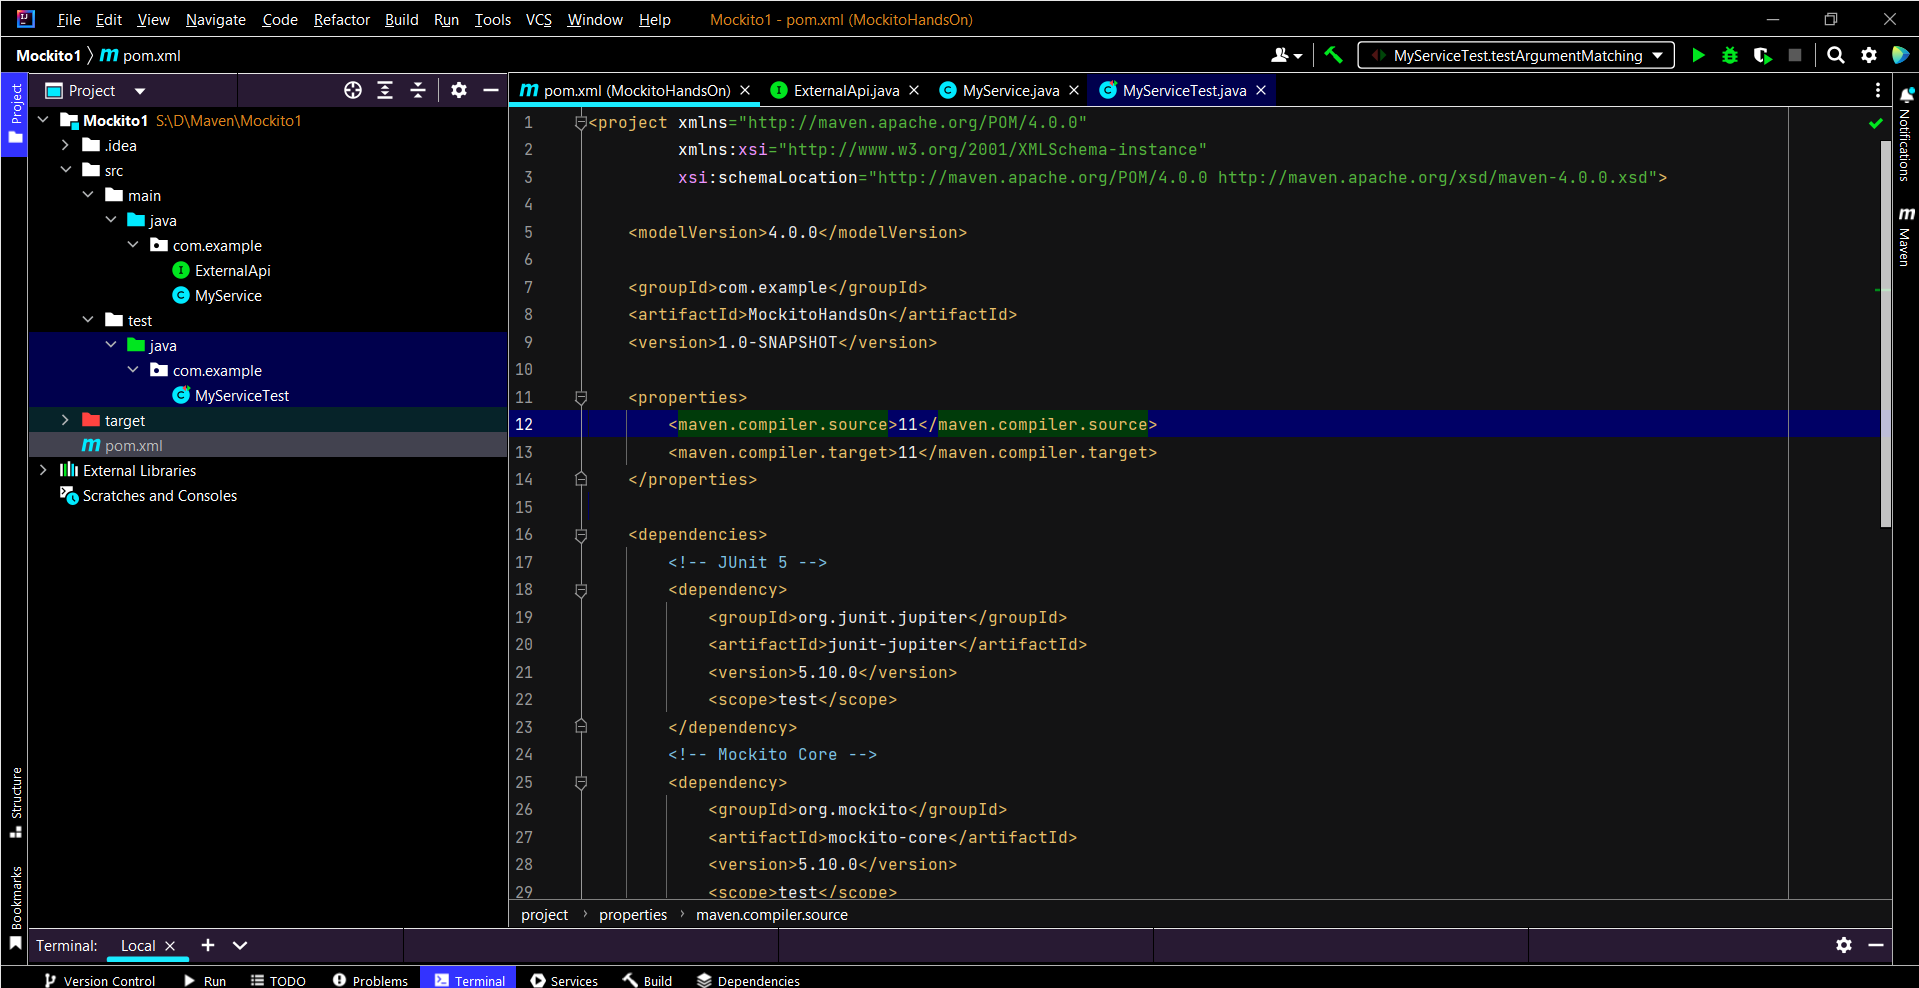 File Edit View Navigate Code Refactor Build Run Tools VCS Window Help Mockito1 - pom.xml (MockitoHandsOn)
Mockito1 pom.xml MyServiceTest.testArgumentMatching
Project
Project
Mockito1 S:\D\Maven\Mockito1
.idea
src
main
java
com.example
ExternalApi
MyService
test
java
com.example
MyServiceTest
target
pom.xml
External Libraries
Scratches and Consoles
Structure
Bookmarks
pom.xml (MockitoHandsOn) ExternalApi.java MyService.java MyServiceTest.java
1 <project xmlns="http://maven.apache.org/POM/4.0.0"
2 xmlns:xsi="http://www.w3.org/2001/XMLSchema-instance"
3 xsi:schemaLocation="http://maven.apache.org/POM/4.0.0 http://maven.apache.org/xsd/maven-4.0.0.xsd">
4
5 <modelVersion>4.0.0</modelVersion>
6
7 <groupId>com.example</groupId>
8 <artifactId>MockitoHandsOn</artifactId>
9 <version>1.0-SNAPSHOT</version>
10
11 <properties>
12 <maven.compiler.source>11</maven.compiler.source>
13 <maven.compiler.target>11</maven.compiler.target>
14 </properties>
15
16 <dependencies>
17 <!-- JUnit 5 -->
18 <dependency>
19 <groupId>org.junit.jupiter</groupId>
20 <artifactId>junit-jupiter</artifactId>
21 <version>5.10.0</version>
22 <scope>test</scope>
23 </dependency>
24 <!-- Mockito Core -->
25 <dependency>
26 <groupId>org.mockito</groupId>
27 <artifactId>mockito-core</artifactId>
28 <version>5.10.0</version>
29 <scope>test</scope>
project properties maven.compiler.source
Notifications
Maven
Terminal: Local
Version Control Run TODO Problems Terminal Services Build Dependencies